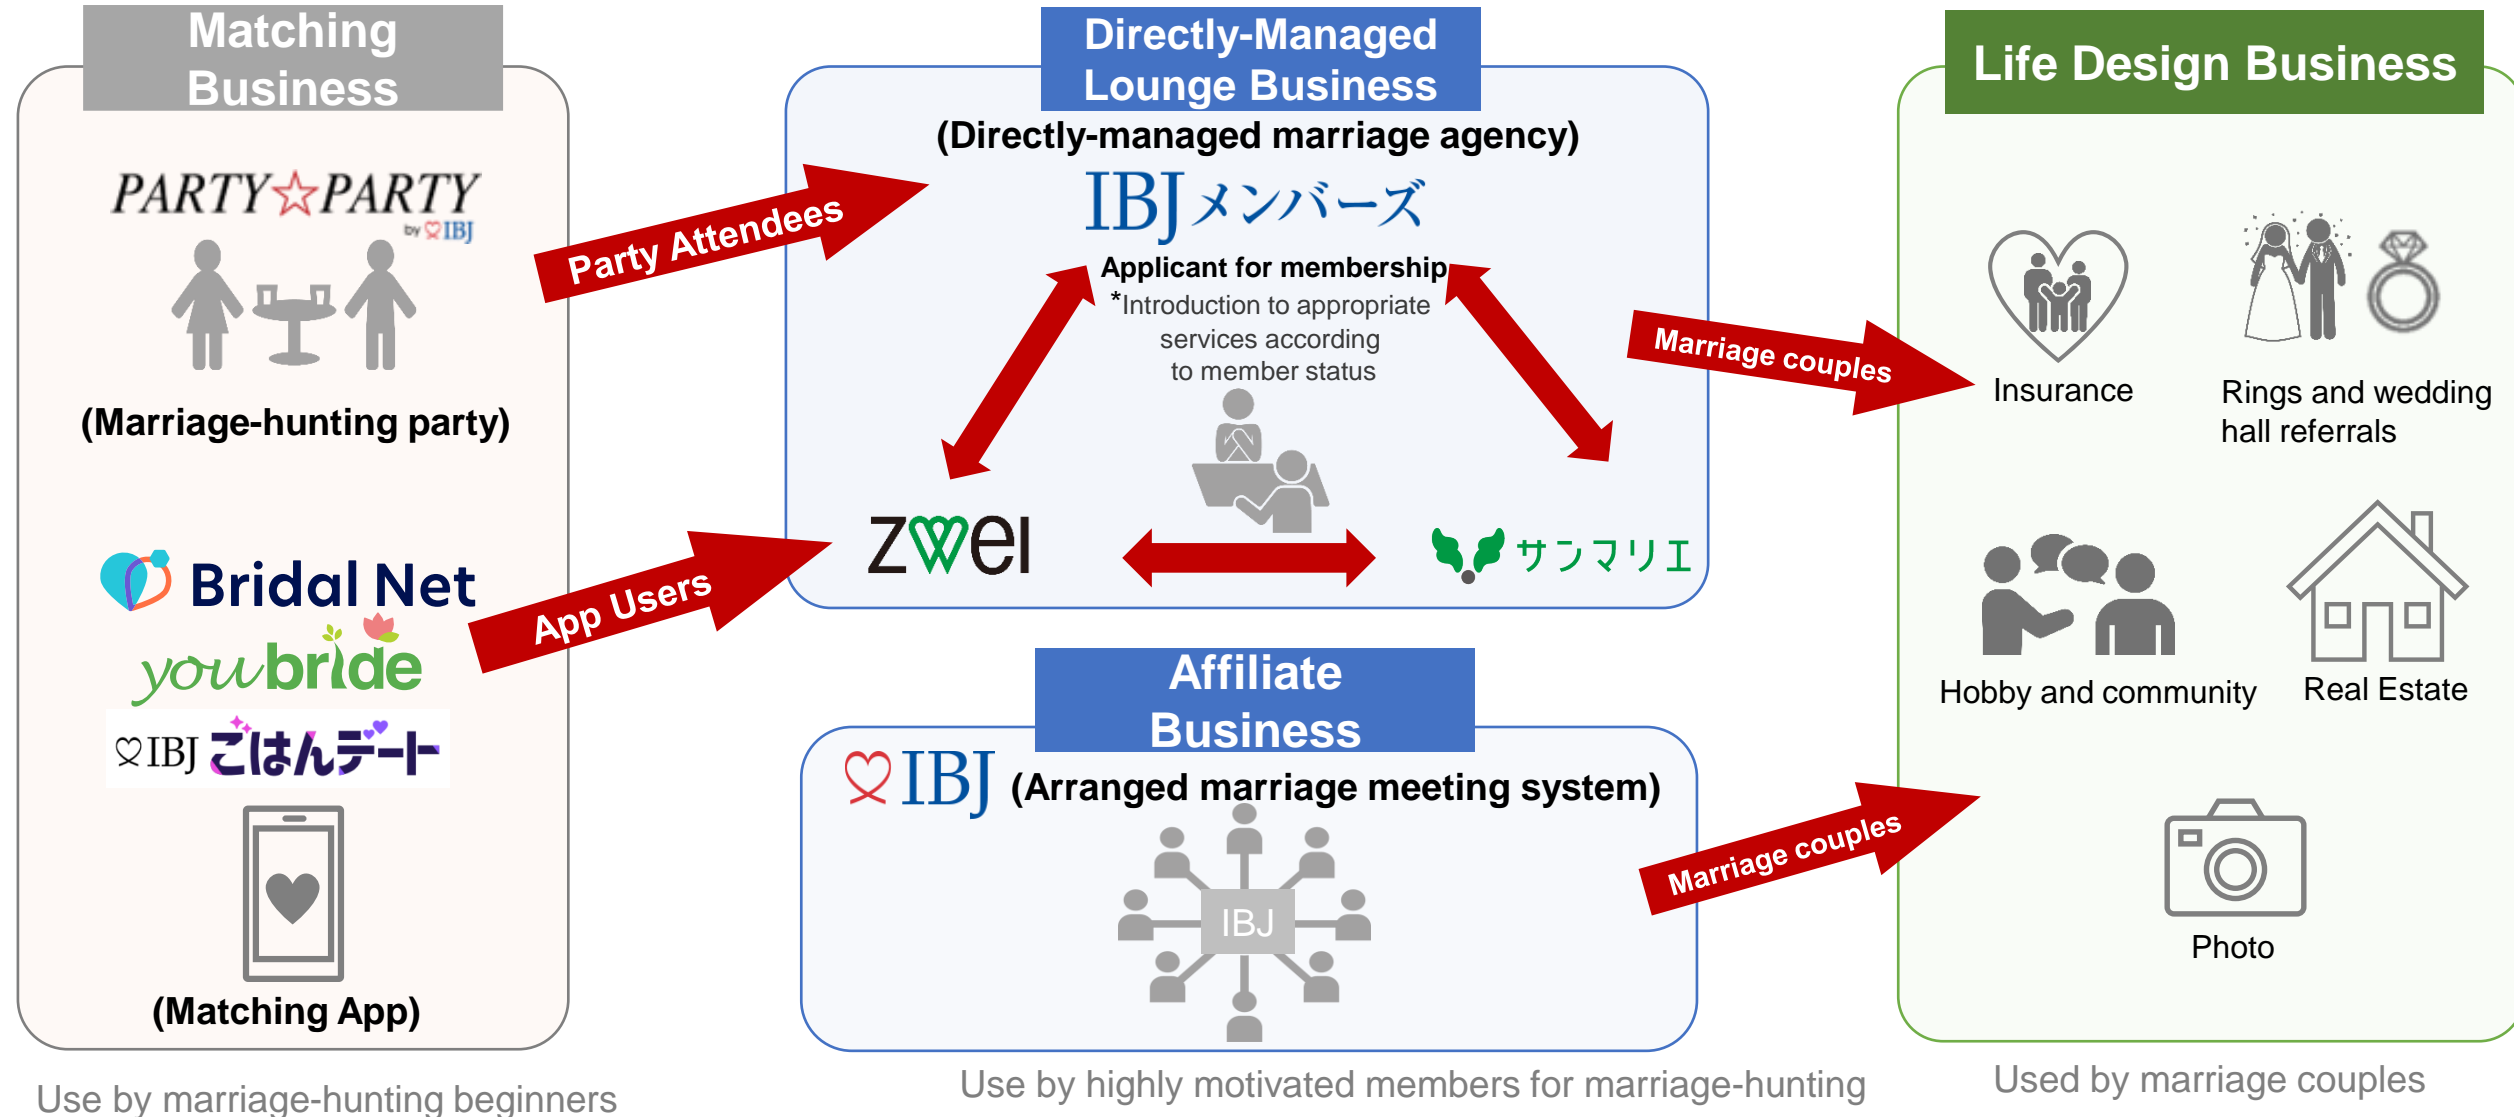 Matching
Business
PARTY☆PARTY
by IBJ
(Marriage-hunting party)
Bridal Net
youbride
IBJ ごはんデート
(Matching App)
Use by marriage-hunting beginners
Party Attendees
App Users
Directly-Managed
Lounge Business
(Directly-managed marriage agency)
IBJメンバーズ
Applicant for membership
*Introduction to appropriate
services according
to member status
zwei
サンマリエ
Affiliate
Business
IBJ (Arranged marriage meeting system)
IBJ
Use by highly motivated members for marriage-hunting
Marriage couples
Marriage couples
Life Design Business
Insurance
Rings and wedding
hall referrals
Hobby and community
Real Estate
Photo
Used by marriage couples